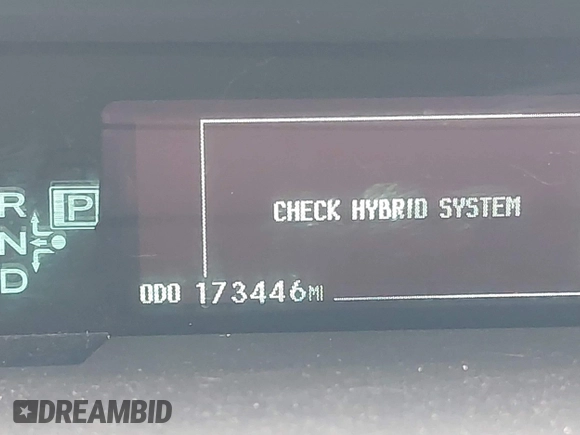 R P
N
D
CHECK HYBRID SYSTEM
ODO 173446 MI
DREAMBID